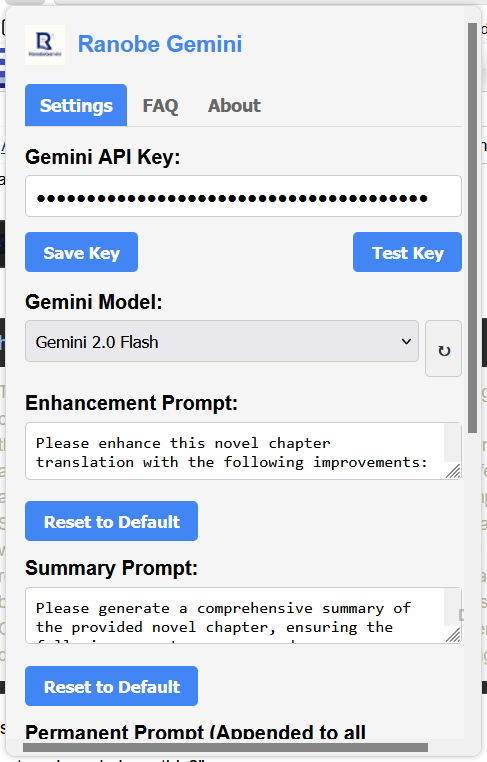 R
RanobeGemini
Ranobe Gemini
Settings FAQ About
Gemini API Key:
••••••••••••••••••••••••••••••••••••••••
Save Key Test Key
Gemini Model:
Gemini 2.0 Flash
↻
Enhancement Prompt:
Please enhance this novel chapter
translation with the following improvements:
Reset to Default
Summary Prompt:
Please generate a comprehensive summary of
the provided novel chapter, ensuring the
Reset to Default
Permanent Prompt (Appended to all